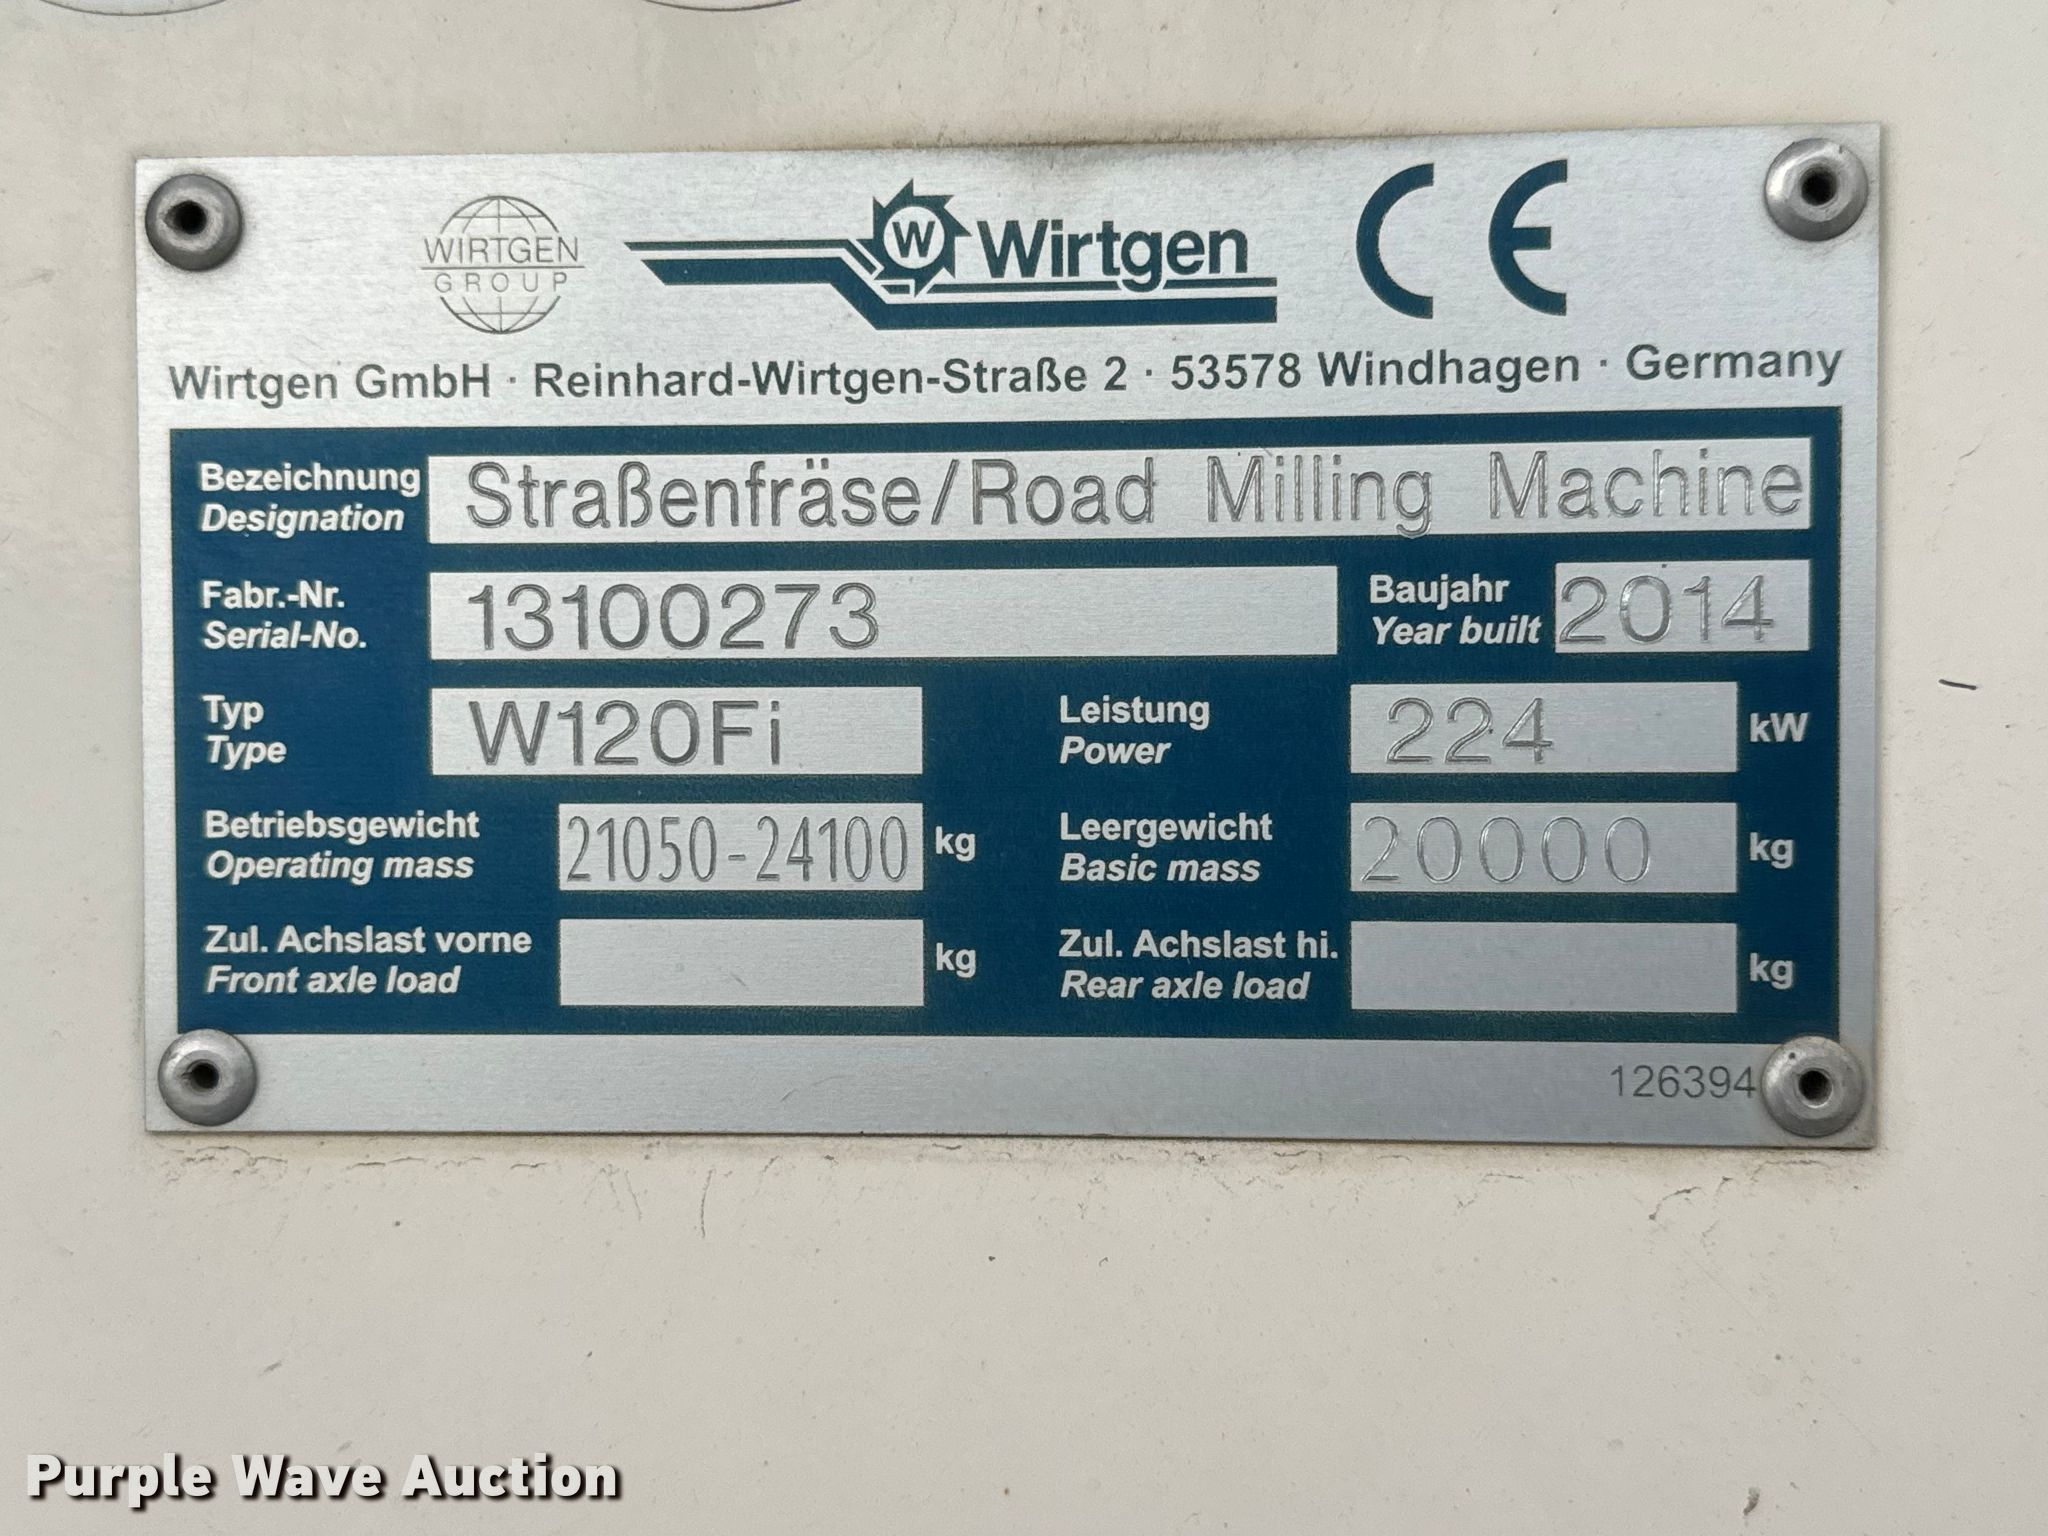 WIRTGEN
GROUP
W Wirtgen CE
Wirtgen GmbH · Reinhard-Wirtgen-Straße 2 · 53578 Windhagen · Germany
Bezeichnung
Designation
Straßenfräse/Road Milling Machine
Fabr.-Nr.
Serial-No.
13100273
Baujahr
Year built
2014
Typ
Type
W120Fi
Leistung
Power
224 kW
Betriebsgewicht
Operating mass
21050-24100 kg
Leergewicht
Basic mass
20000 kg
Zul. Achslast vorne
Front axle load
kg
Zul. Achslast hi.
Rear axle load
kg
126394
Purple Wave Auction